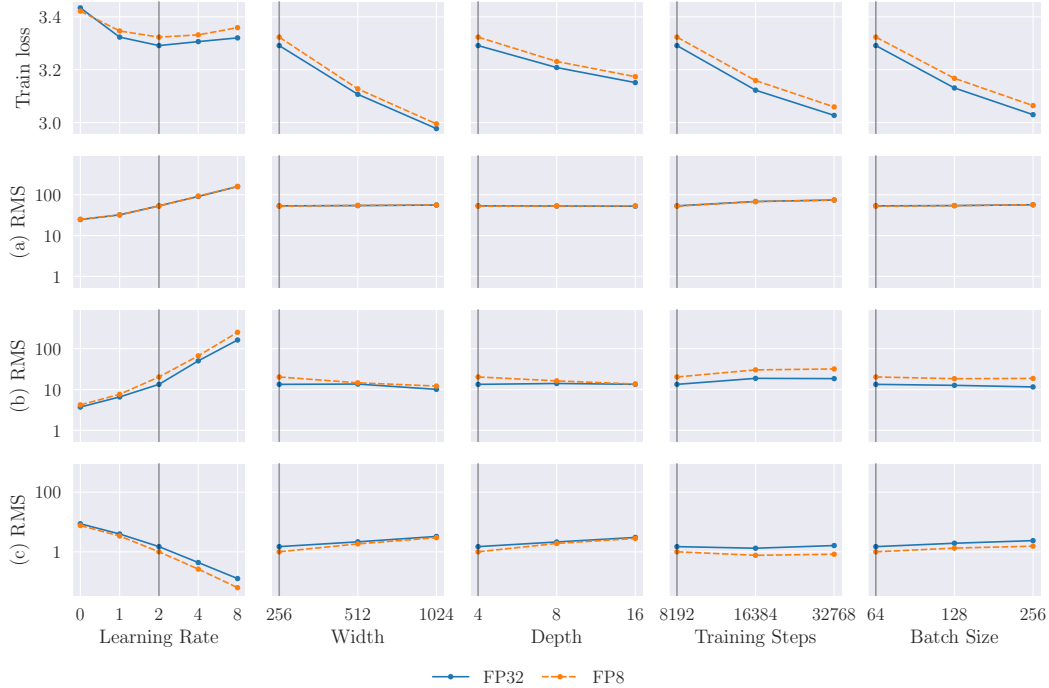 Train loss
3.4
3.2
3.0
(a) RMS
100
10
1
(b) RMS
100
10
1
(c) RMS
100
1
0 1 2 4 8
256 512 1024
4 8 16
8192 16384 32768
64 128 256
Learning Rate
Width
Depth
Training Steps
Batch Size
FP32 FP8